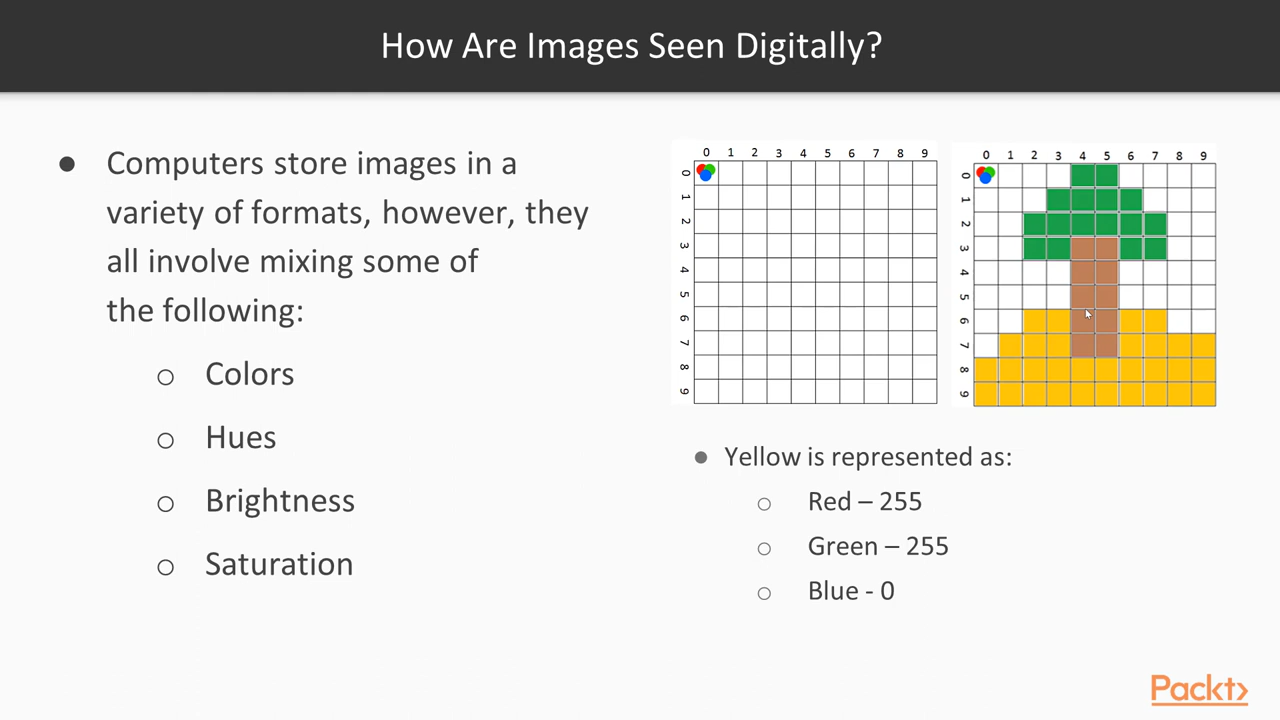 How Are Images Seen Digitally?
● Computers store images in a
variety of formats, however, they
all involve mixing some of
the following:
o Colors
o Hues
o Brightness
o Saturation
0 1 2 3 4 5 6 7 8 9
0
1
2
3
4
5
6
7
8
9
0 1 2 3 4 5 6 7 8 9
0
1
2
3
4
5
6
7
8
9
● Yellow is represented as:
o Red – 255
o Green – 255
o Blue - 0
Packt>